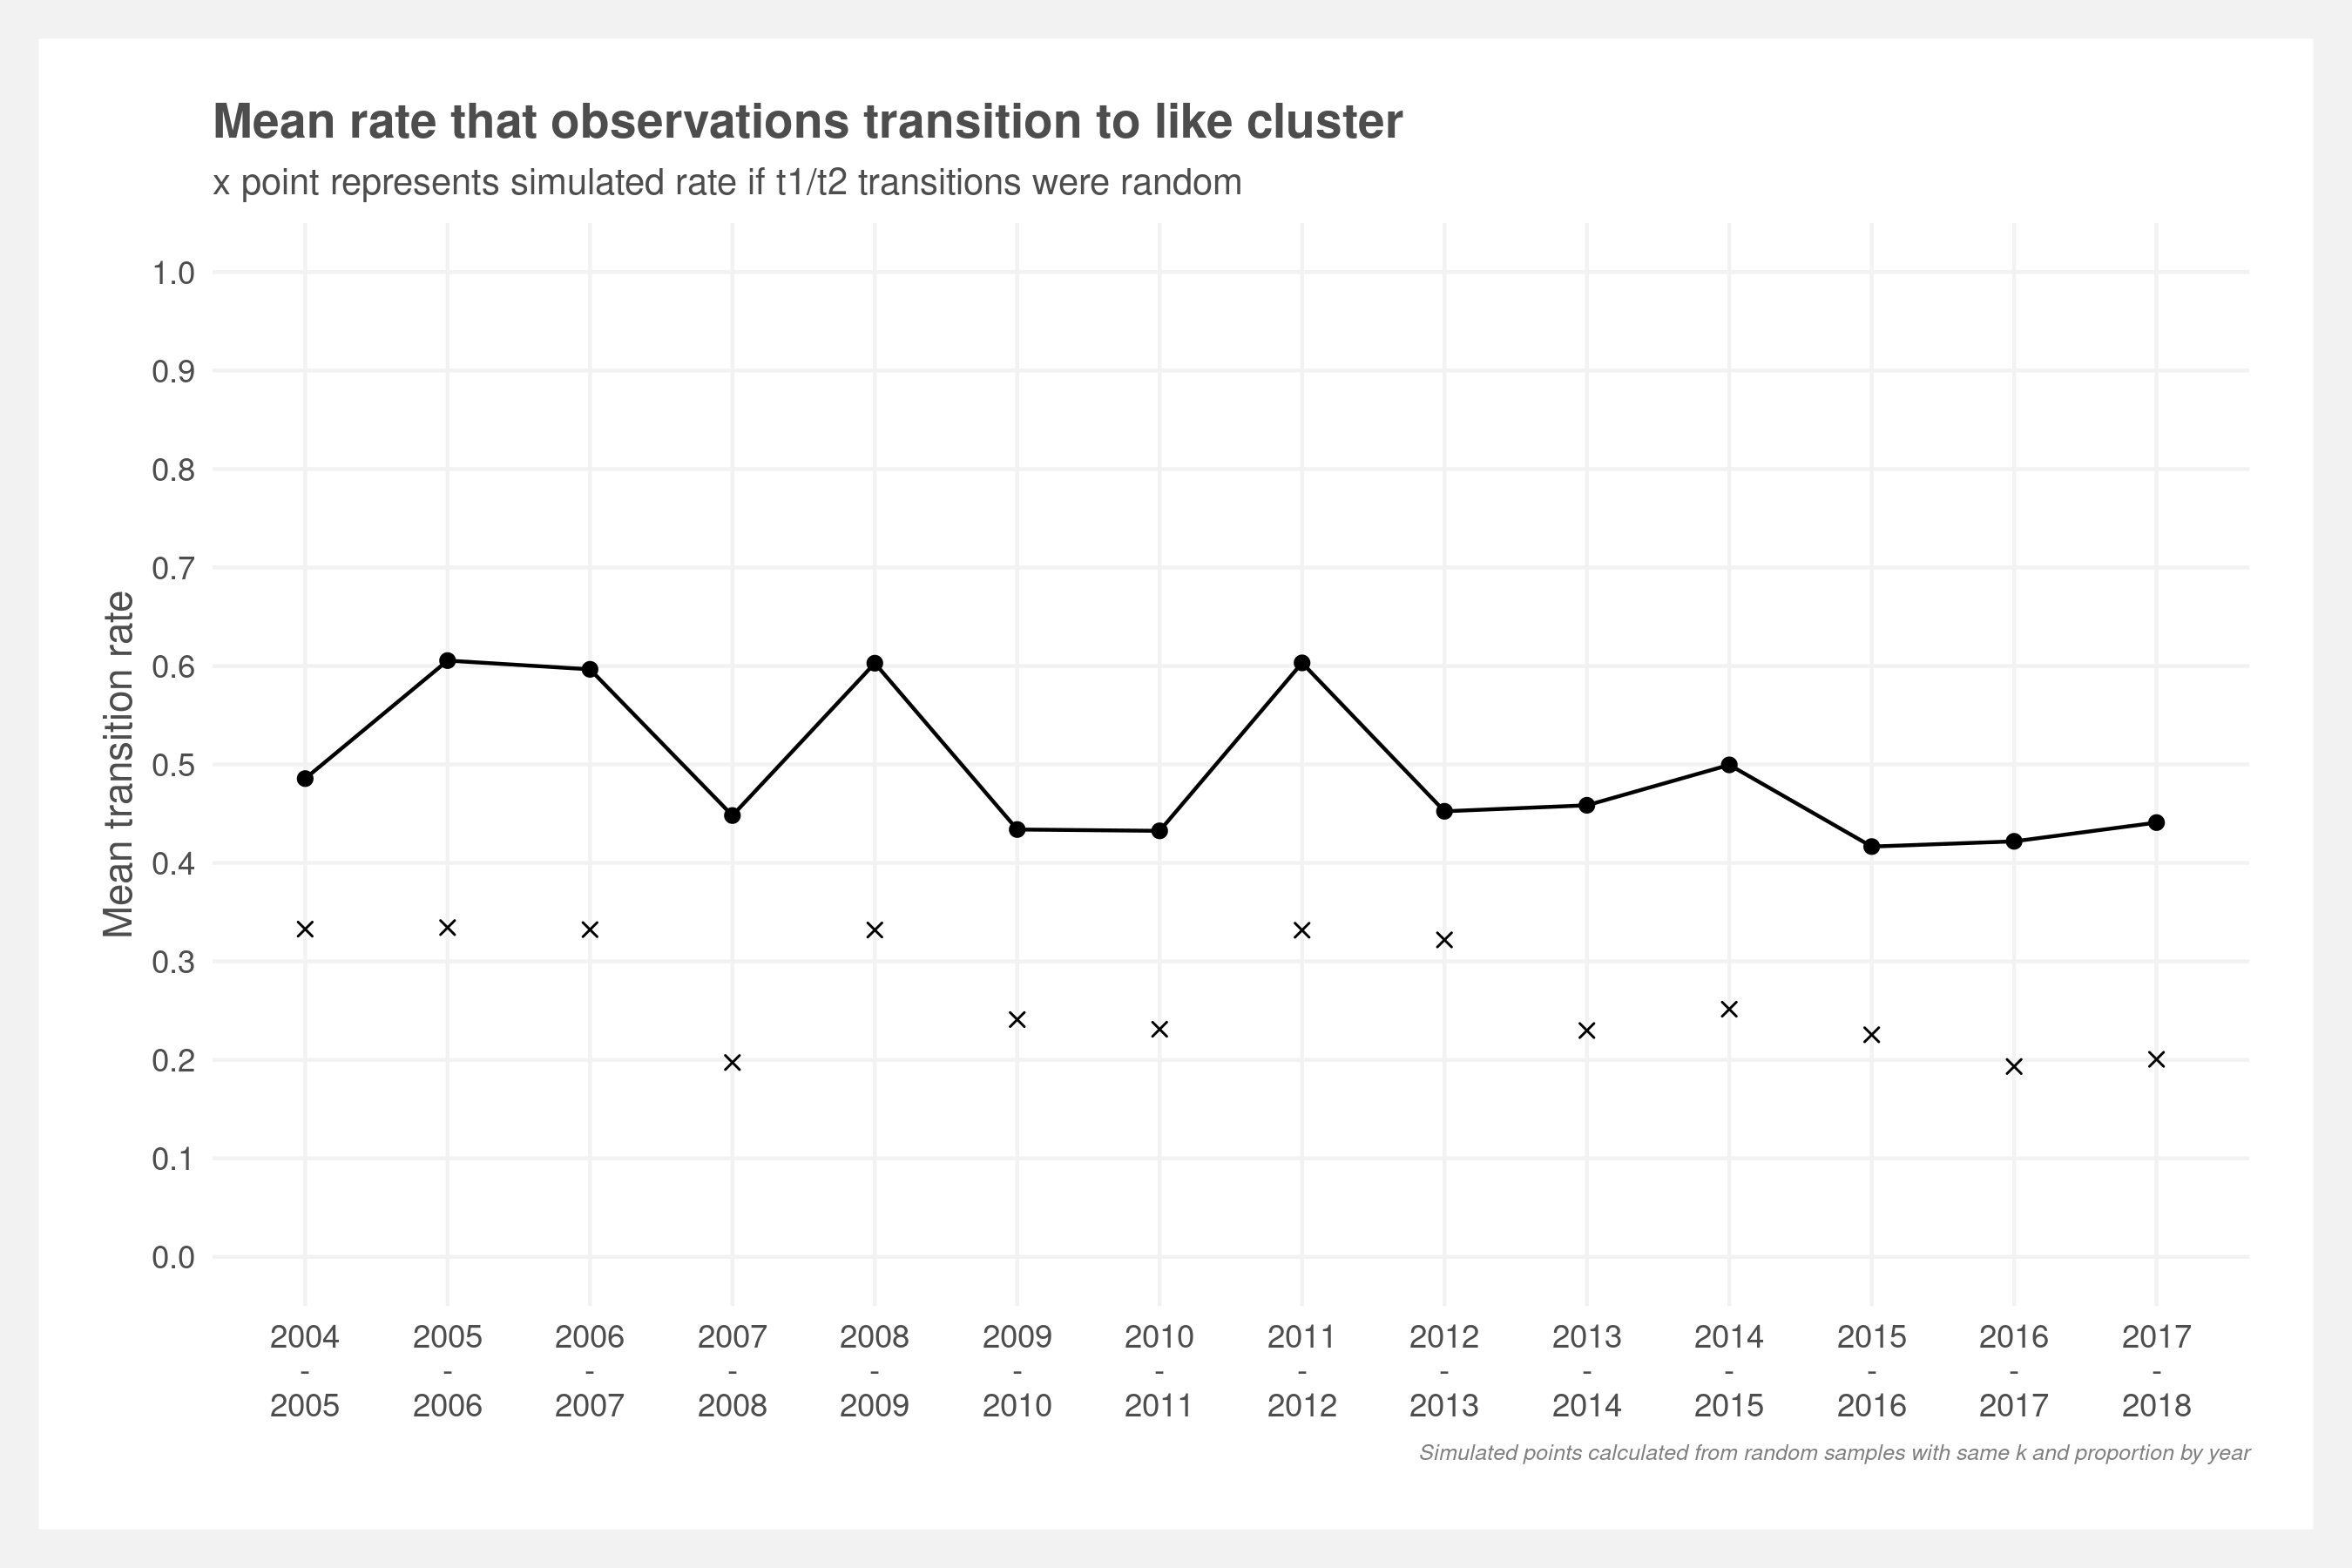 Mean rate that observations transition to like cluster
x point represents simulated rate if t1/t2 transitions were random
Mean transition rate
1.0
0.9
0.8
0.7
0.6
0.5
0.4
0.3
0.2
0.1
0.0
2004 - 2005
2005 - 2006
2006 - 2007
2007 - 2008
2008 - 2009
2009 - 2010
2010 - 2011
2011 - 2012
2012 - 2013
2013 - 2014
2014 - 2015
2015 - 2016
2016 - 2017
2017 - 2018
Simulated points calculated from random samples with same k and proportion by year